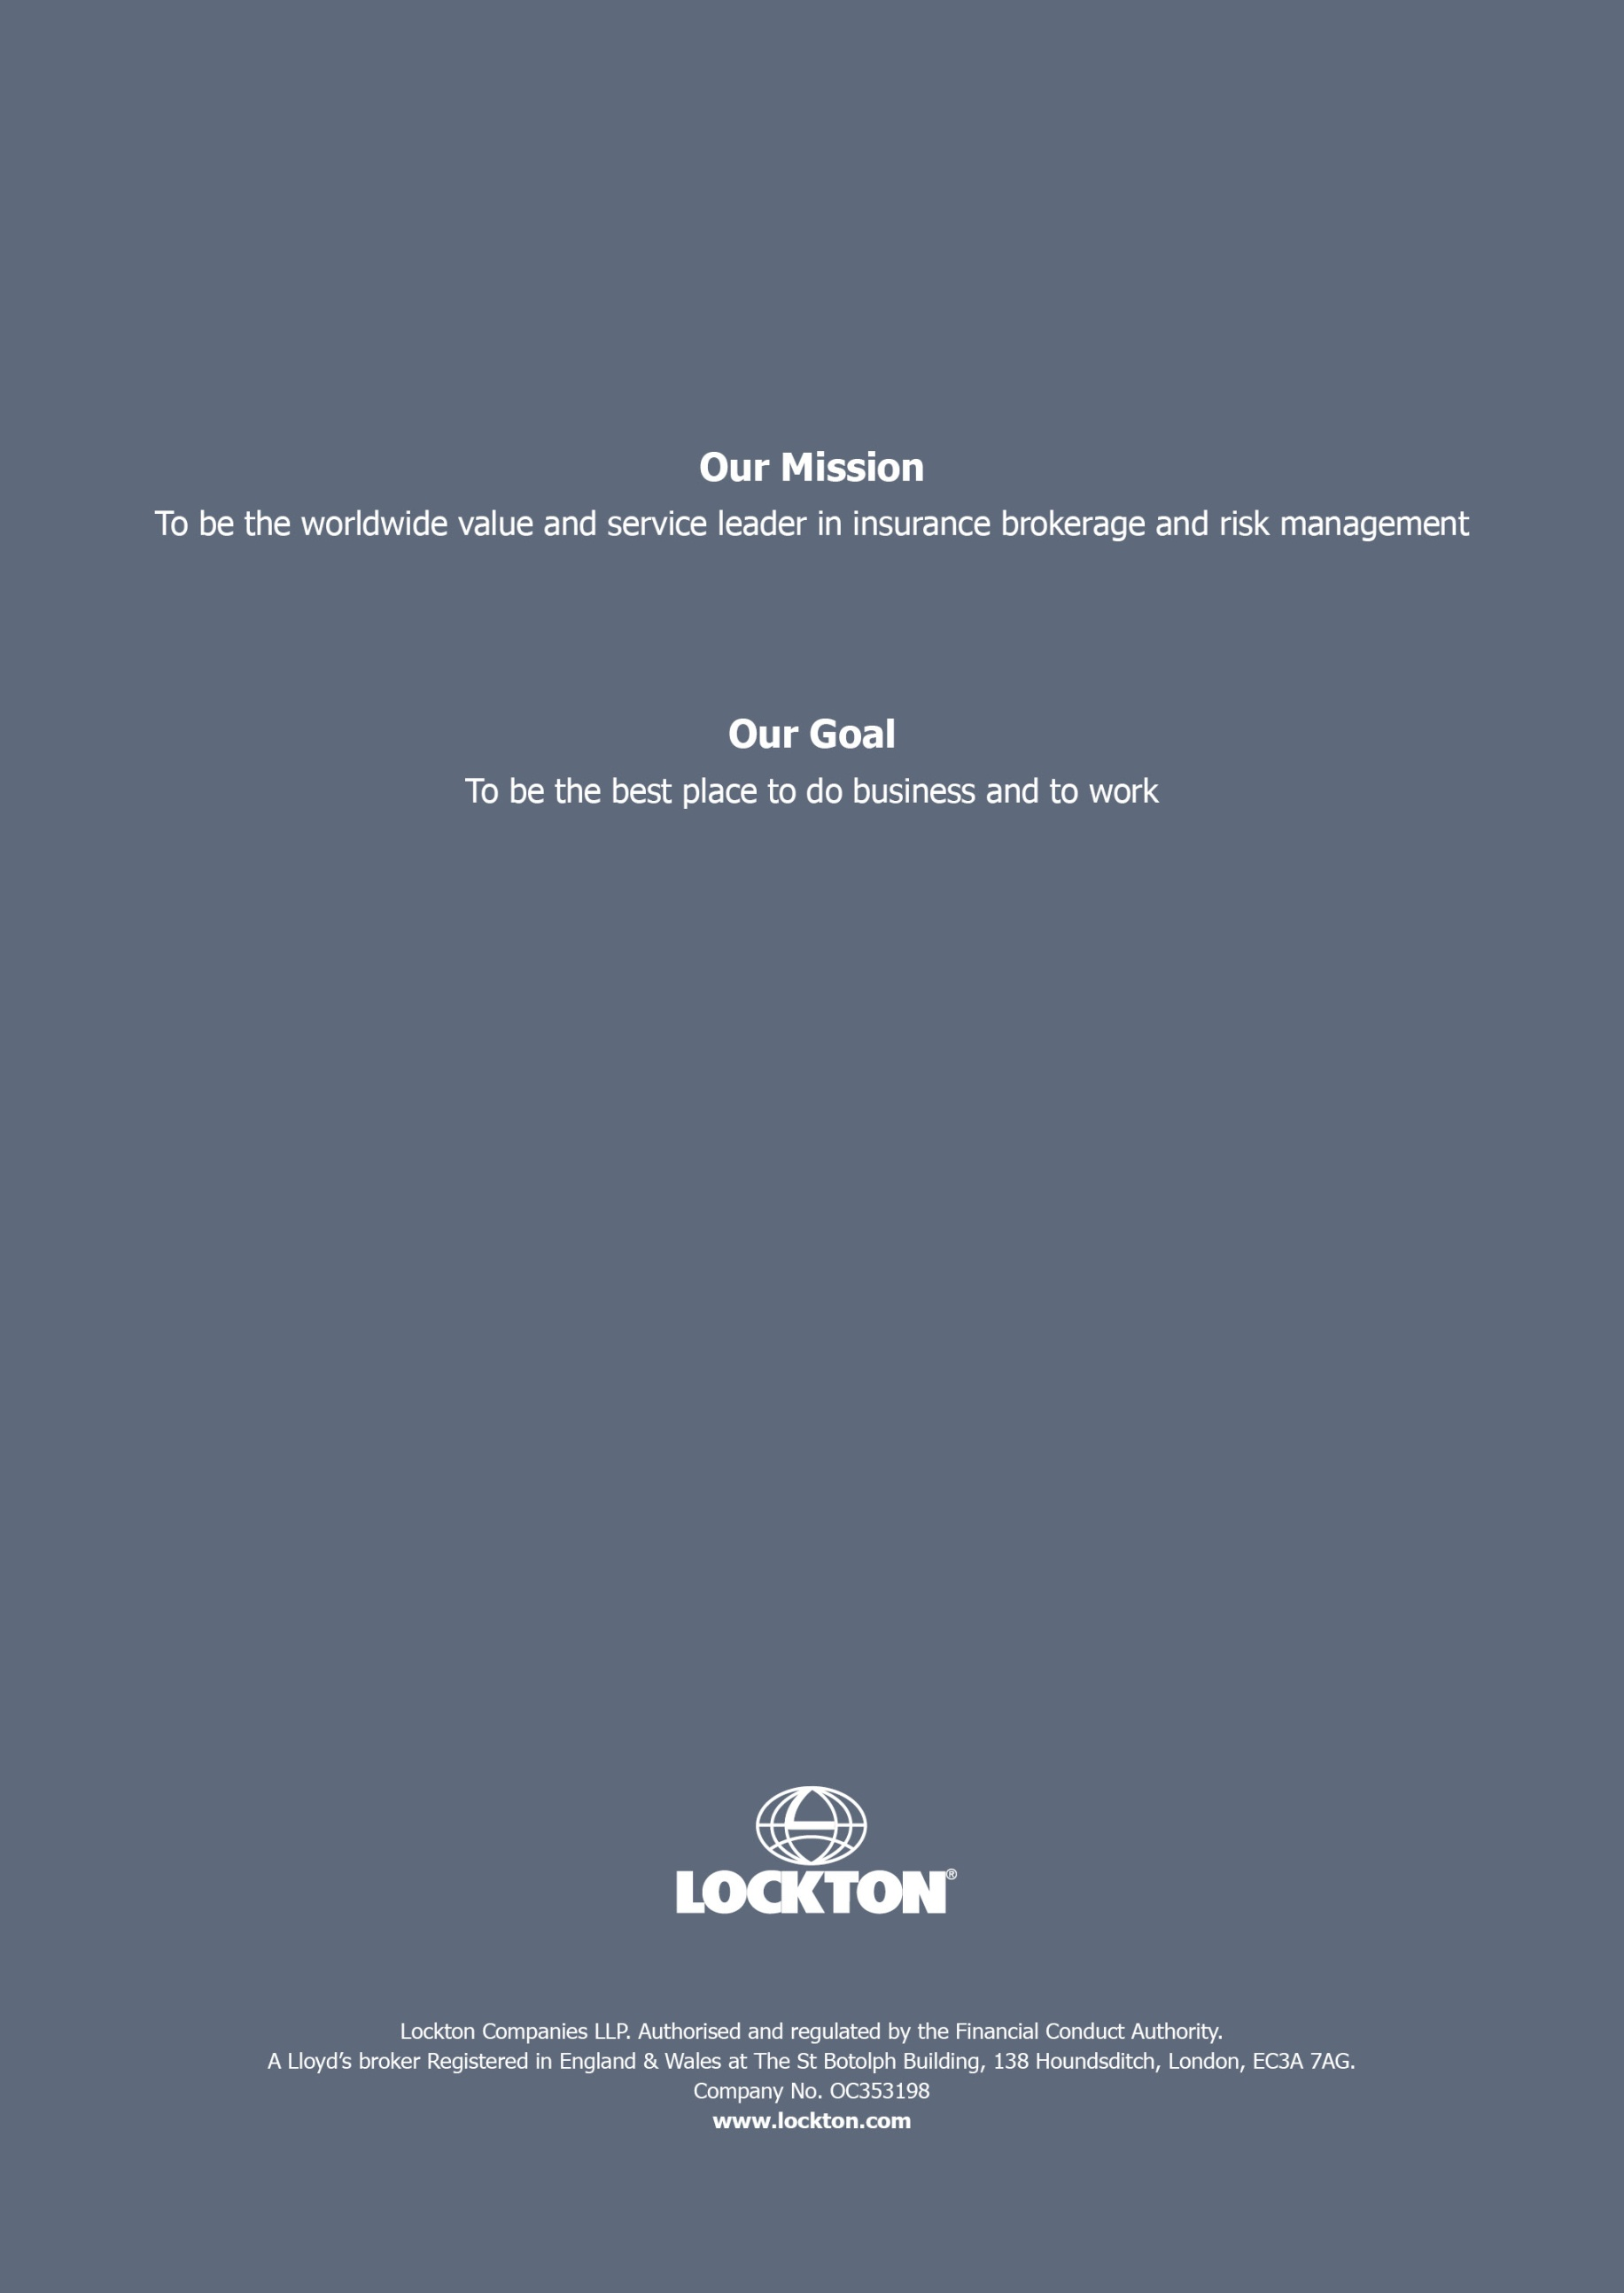 Our Mission
To be the worldwide value and service leader in insurance brokerage and risk management
Our Goal
To be the best place to do business and to work
LOCKTON®
Lockton Companies LLP. Authorised and regulated by the Financial Conduct Authority.
A Lloyd’s broker Registered in England & Wales at The St Botolph Building, 138 Houndsditch, London, EC3A 7AG.
Company No. OC353198
www.lockton.com